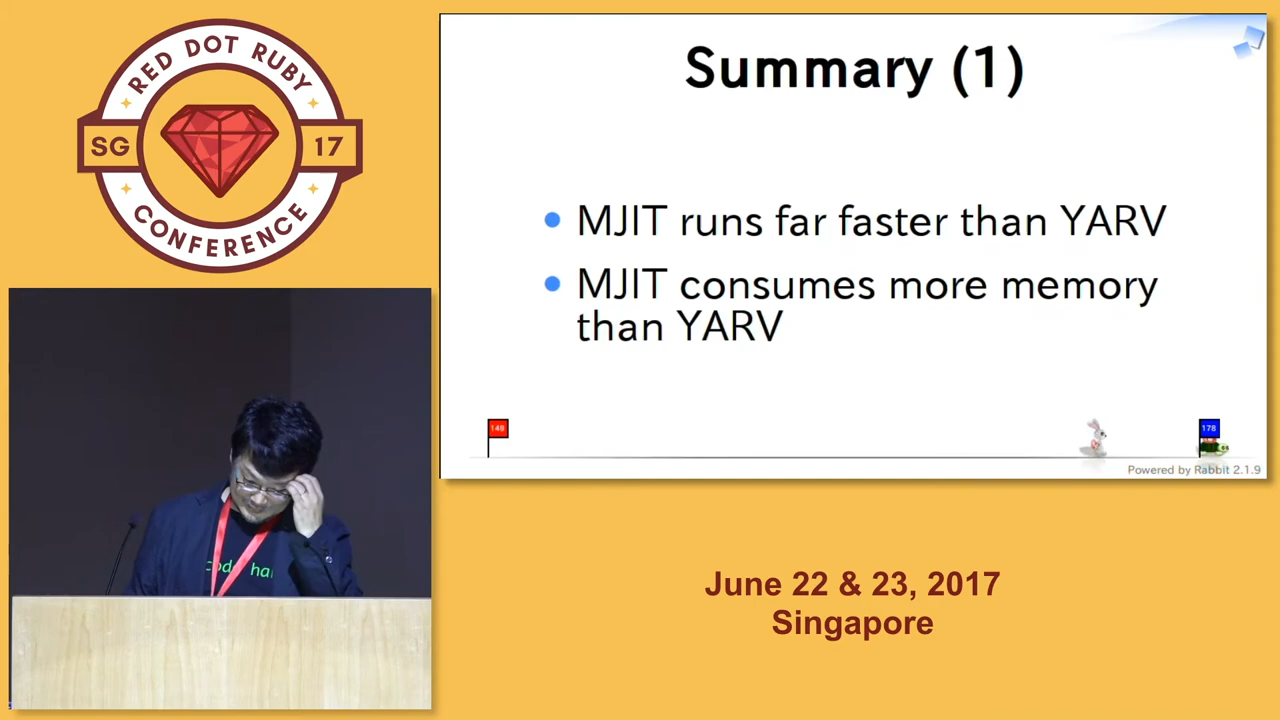 RED DOT RUBY
SG
17
CONFERENCE
Summary (1)
MJIT runs far faster than YARV
MJIT consumes more memory
than YARV
149
178
Powered by Rabbit 2.1.9
June 22 & 23, 2017
Singapore